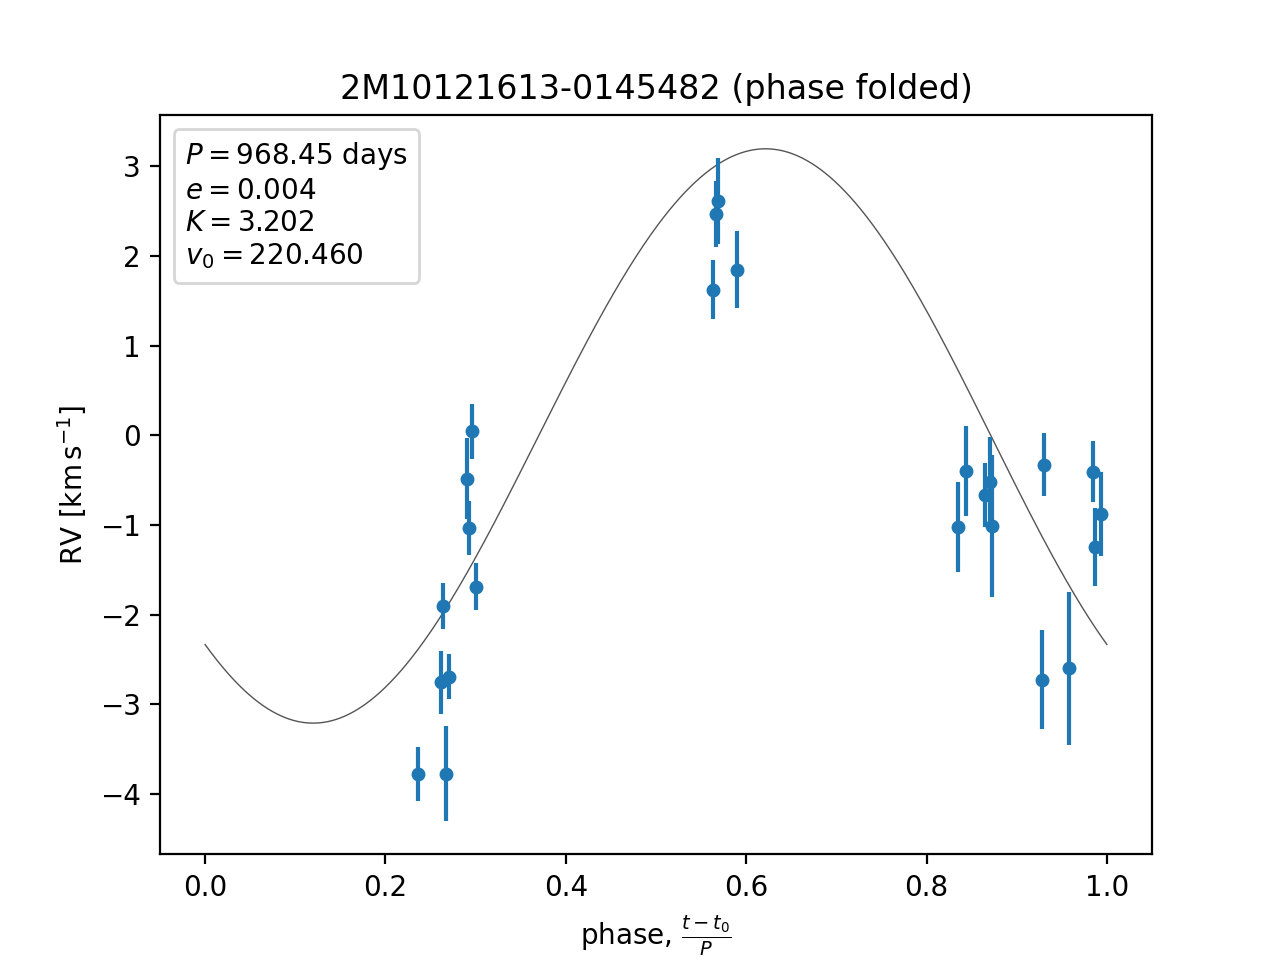 2M10121613-0145482 (phase folded)
P = 968.45 days
e = 0.004
K = 3.202
v₀ = 220.460
3
2
1
0
−1
−2
−3
−4
RV [km s⁻¹]
0.0 0.2 0.4 0.6 0.8 1.0
phase, (t − t₀)/P